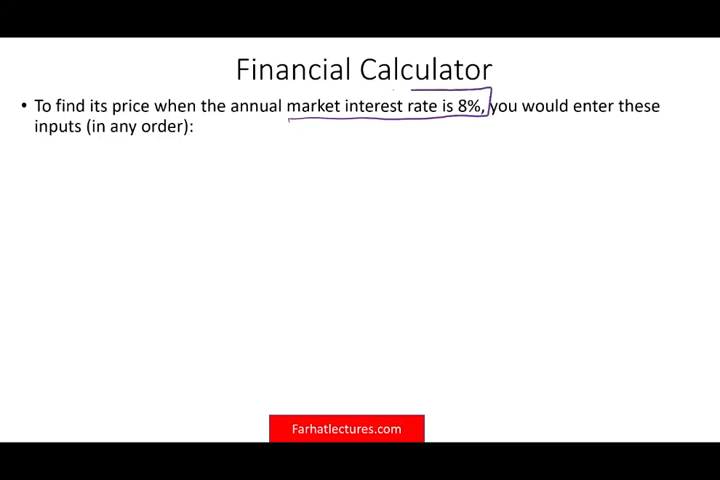 Financial Calculator
• To find its price when the annual market interest rate is 8%, you would enter these
inputs (in any order):
Farhatlectures.com